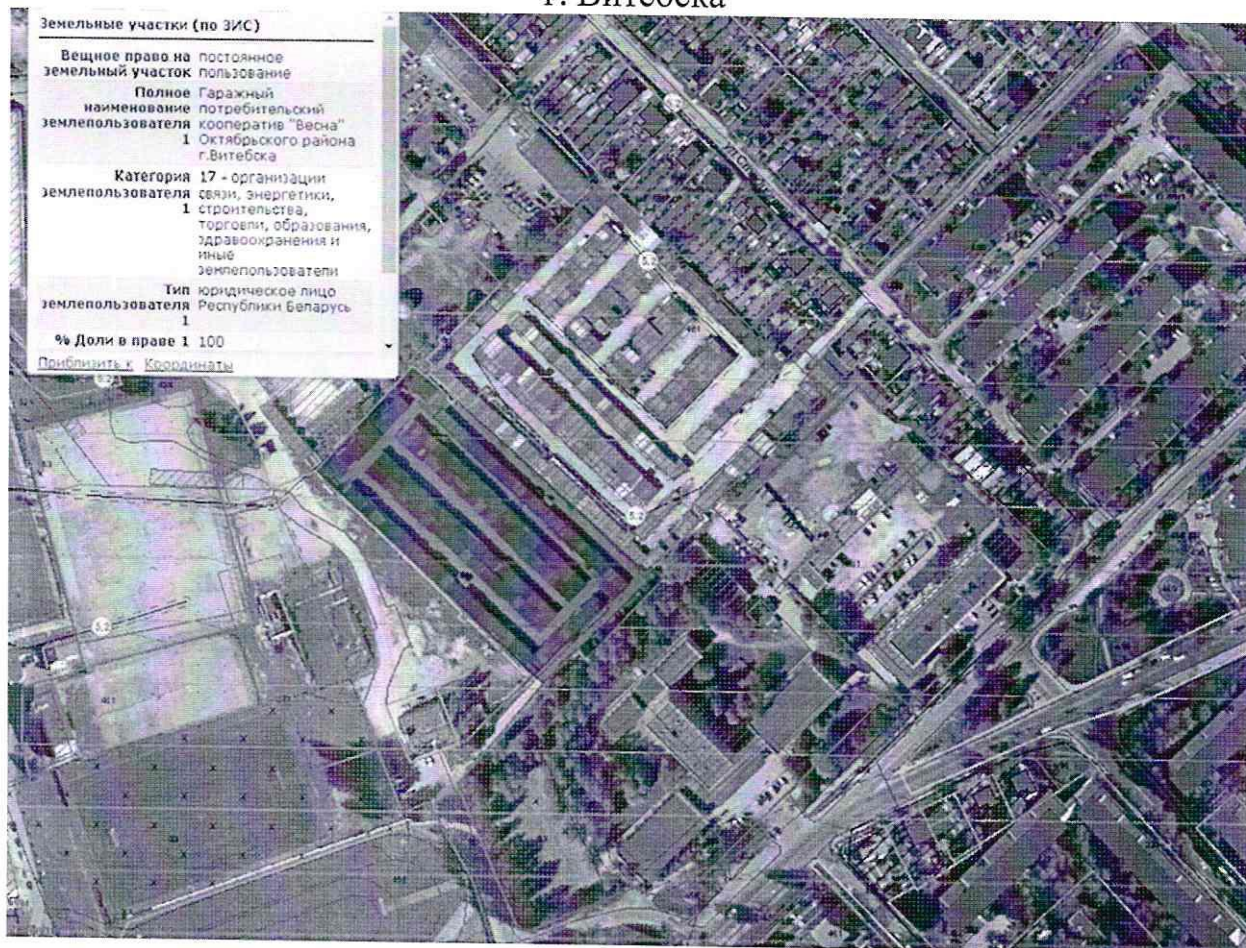 г. Витебска
Земельные участки (по ЗИС)
Вещное право на постоянное
земельный участок пользование
Полное Гаражный
наименование потребительский
землепользователя кооператив "Весна"
1 Октябрьского района
г.Витебска
Категория 17 - организации
землепользователя связи, энергетики,
1 строительства,
торговли, образования,
здравоохранения и
иные
землепользователи
Тип юридическое лицо
землепользователя Республики Беларусь
1
% Доли в праве 1 100
Приблизить к Координаты